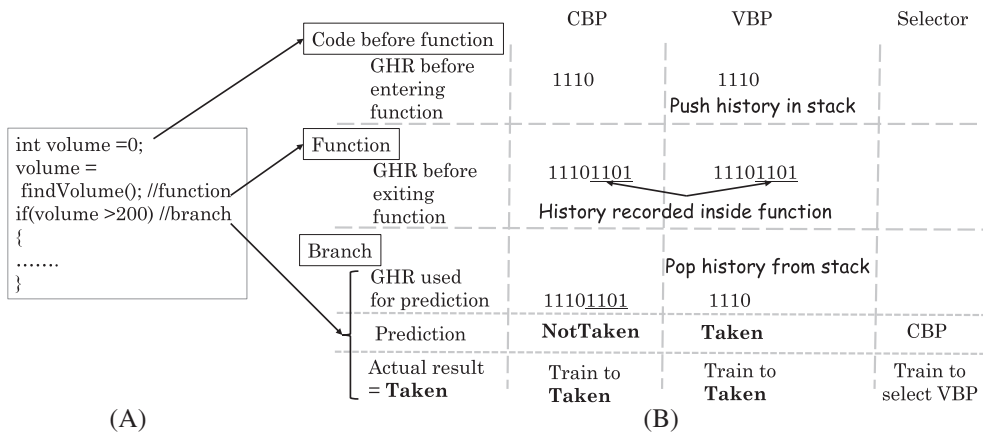 CBP VBP Selector
Code before function
GHR before
entering
function
1110 1110
Push history in stack
int volume =0;
volume =
findVolume(); //function
if(volume >200) //branch
{
.......
}
Function
GHR before
exiting
function
11101101 11101101
History recorded inside function
Branch
Pop history from stack
GHR used
for prediction
11101101 1110
Prediction NotTaken Taken CBP
Actual result
= Taken
Train to
Taken
Train to
Taken
Train to
select VBP
(A) (B)